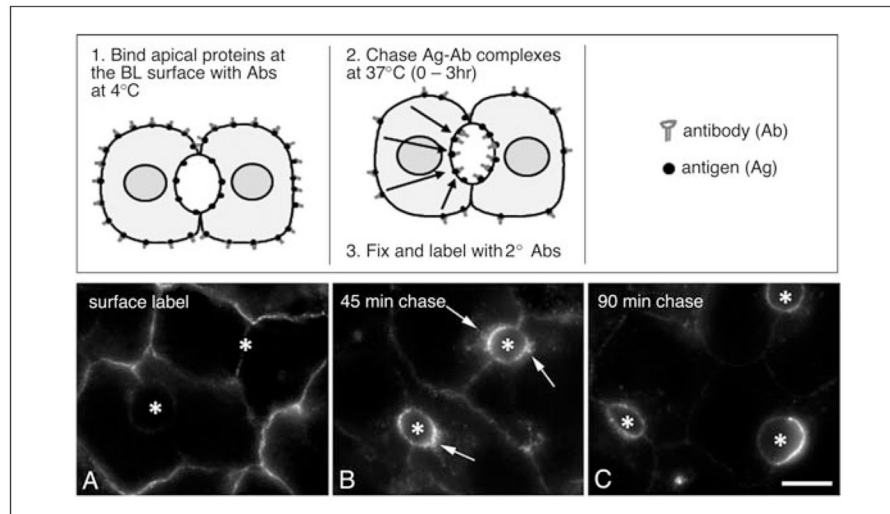 1. Bind apical proteins at
the BL surface with Abs
at 4°C
2. Chase Ag-Ab complexes
at 37°C (0 – 3hr)
3. Fix and label with 2° Abs
antibody (Ab)
antigen (Ag)
surface label
*
*
A
45 min chase
*
*
B
90 min chase
*
*
*
C